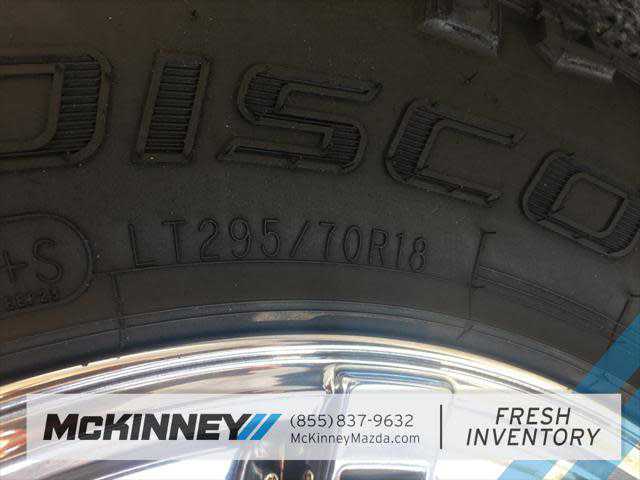 DISCO
+S
LT295/70R18
MCKINNEY
(855)837-9632
McKinneyMazda.com
FRESH
INVENTORY